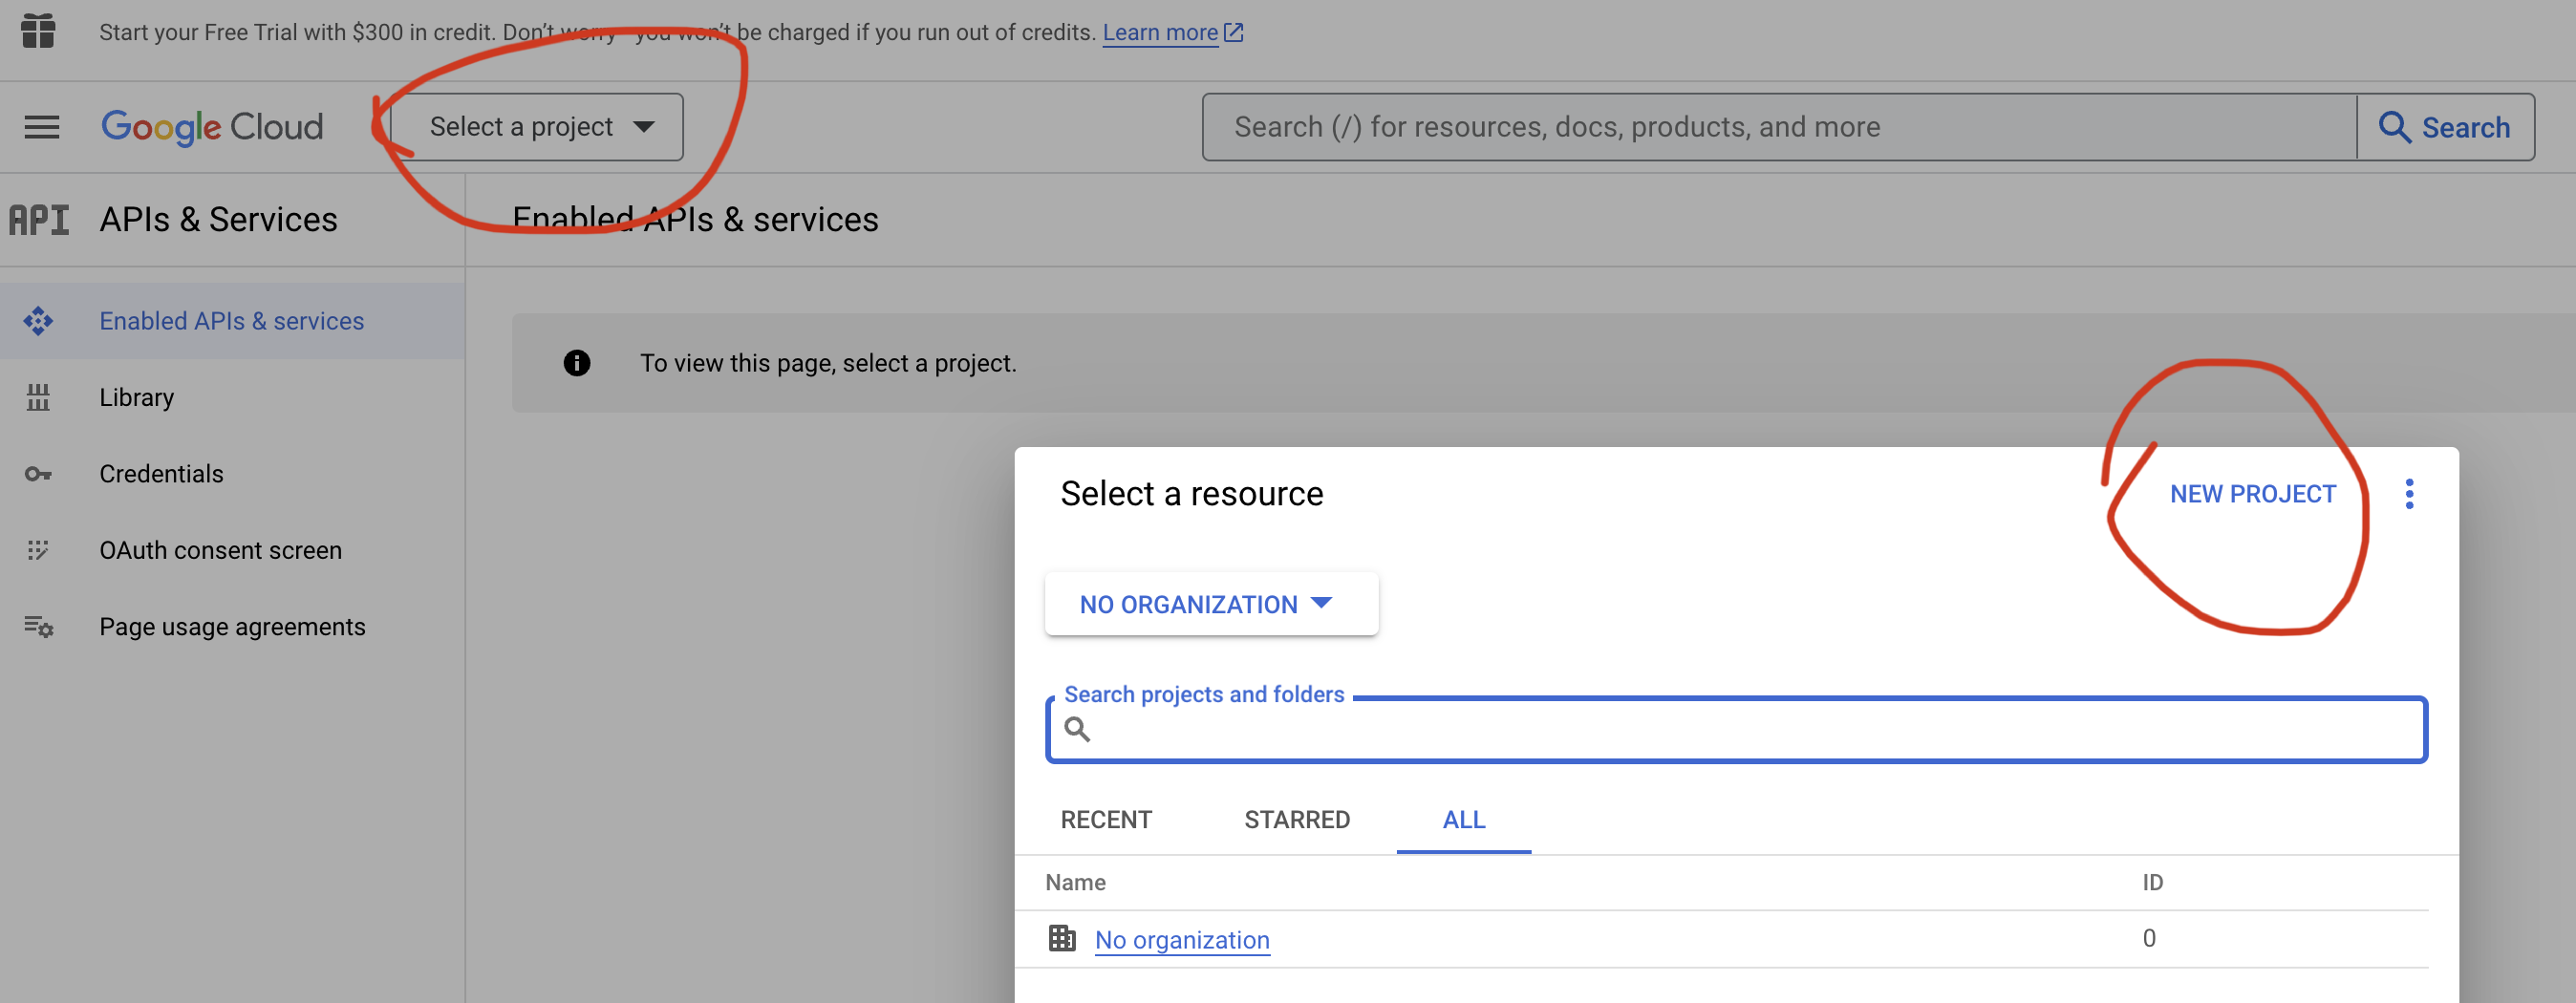 Start your Free Trial with $300 in credit. Don't worry—you won't be charged if you run out of credits. Learn more
Google Cloud
Select a project
Search (/) for resources, docs, products, and more
Search
API
APIs & Services
Enabled APIs & services
Enabled APIs & services
Library
Credentials
OAuth consent screen
Page usage agreements
To view this page, select a project.
Select a resource
NEW PROJECT
NO ORGANIZATION
Search projects and folders
RECENT
STARRED
ALL
Name
ID
No organization
0